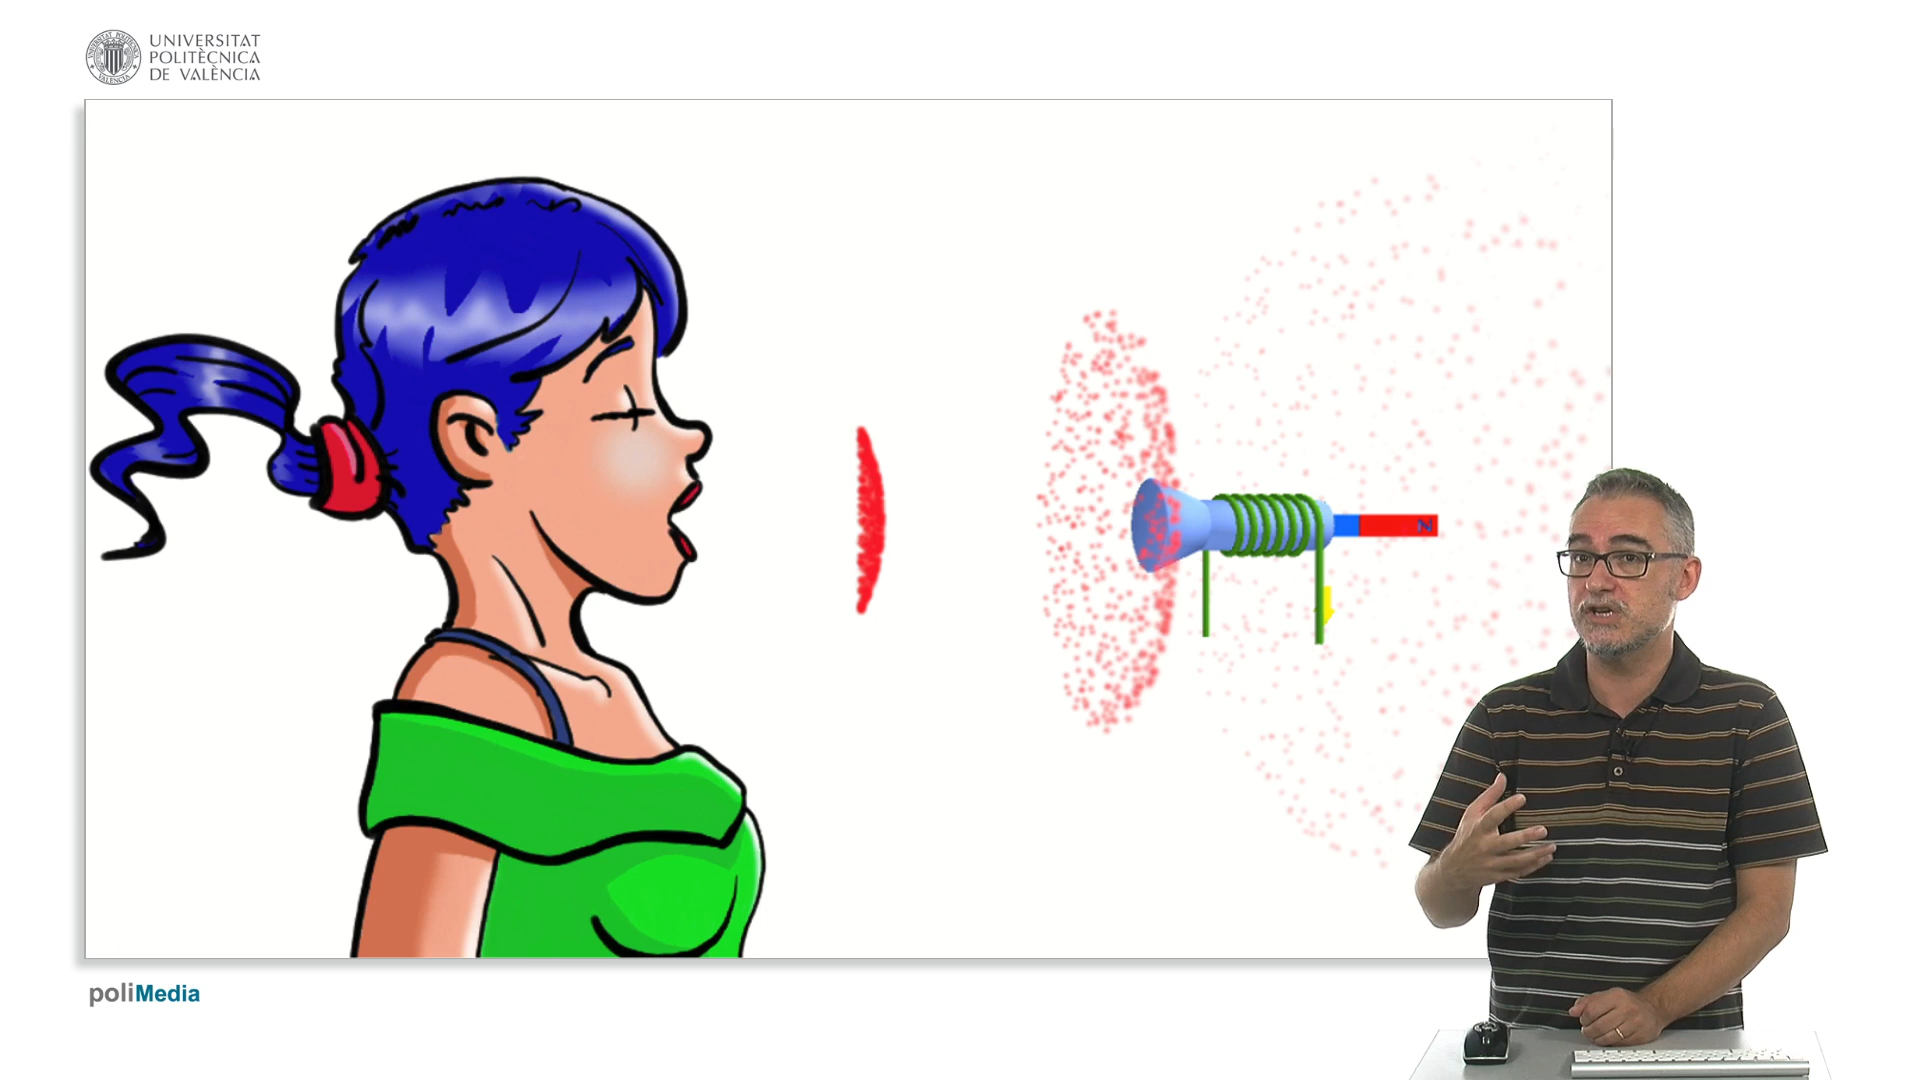 UNIVERSITAT
POLITÈCNICA
DE VALÈNCIA
N
poliMedia